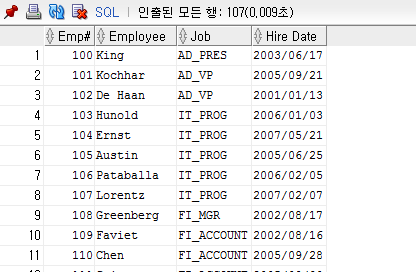 SQL | 인출된 모든 행: 107(0,009초)
Emp# Employee Job Hire Date
1 100 King AD_PRES 2003/06/17
2 101 Kochhar AD_VP 2005/09/21
3 102 De Haan AD_VP 2001/01/13
4 103 Hunold IT_PROG 2006/01/03
5 104 Ernst IT_PROG 2007/05/21
6 105 Austin IT_PROG 2005/06/25
7 106 Pataballa IT_PROG 2006/02/05
8 107 Lorentz IT_PROG 2007/02/07
9 108 Greenberg FI_MGR 2002/08/17
10 109 Faviet FI_ACCOUNT 2002/08/16
11 110 Chen FI_ACCOUNT 2005/09/28